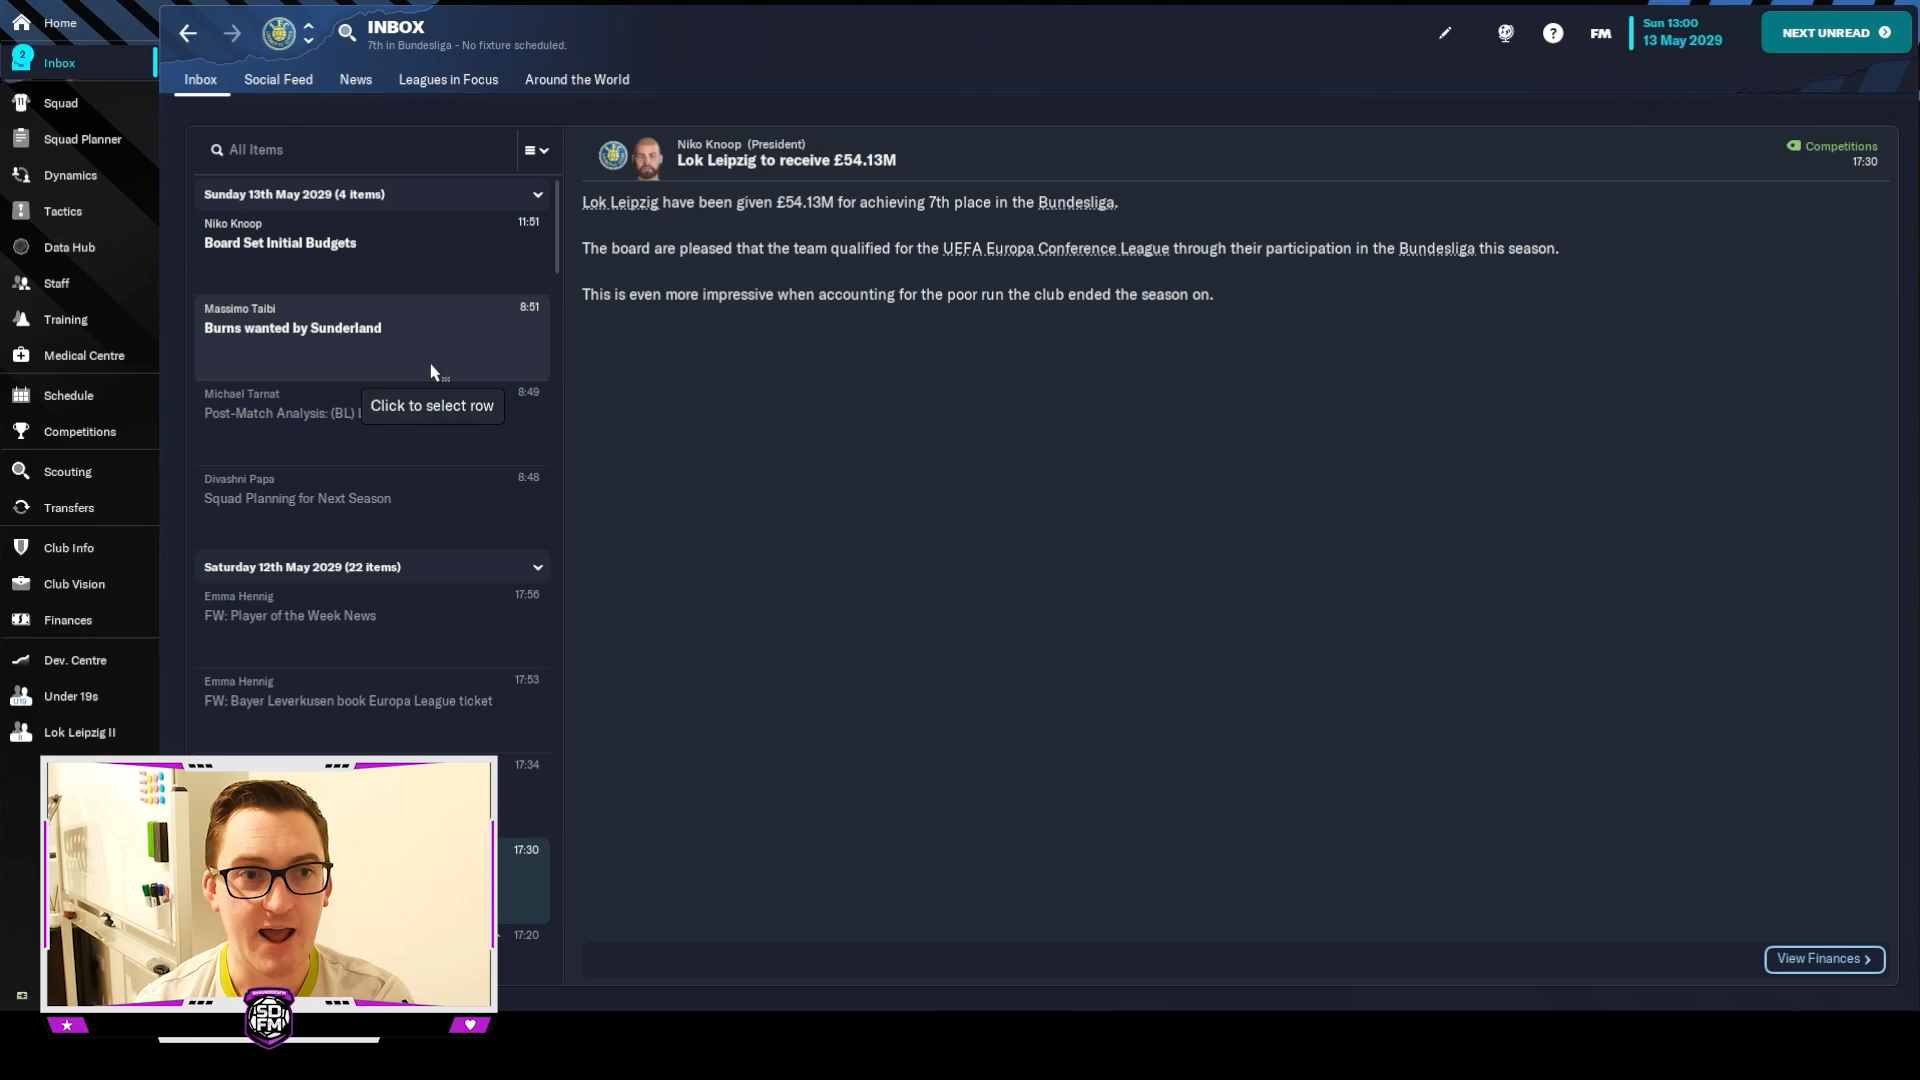 Home
2
Inbox
Squad
Squad Planner
Dynamics
Tactics
Data Hub
Staff
Training
Medical Centre
Schedule
Competitions
Scouting
Transfers
Club Info
Club Vision
Finances
Dev. Centre
Under 19s
Lok Leipzig II
INBOX
7th in Bundesliga - No fixture scheduled.
Inbox
Social Feed
News
Leagues in Focus
Around the World
FM
Sun 13:00
13 May 2029
NEXT UNREAD
All Items
Sunday 13th May 2029 (4 items)
Niko Knoop
11:51
Board Set Initial Budgets
Massimo Taibi
8:51
Burns wanted by Sunderland
Michael Tarnat
8:49
Post-Match Analysis: (BL)
Click to select row
Divashni Papa
8:48
Squad Planning for Next Season
Saturday 12th May 2029 (22 items)
Emma Hennig
17:56
FW: Player of the Week News
Emma Hennig
17:53
FW: Bayer Leverkusen book Europa League ticket
17:34
17:30
17:20
Niko Knoop (President)
Lok Leipzig to receive £54.13M
Competitions
17:30
Lok Leipzig have been given £54.13M for achieving 7th place in the Bundesliga.
The board are pleased that the team qualified for the UEFA Europa Conference League through their participation in the Bundesliga this season.
This is even more impressive when accounting for the poor run the club ended the season on.
View Finances
SD
FM